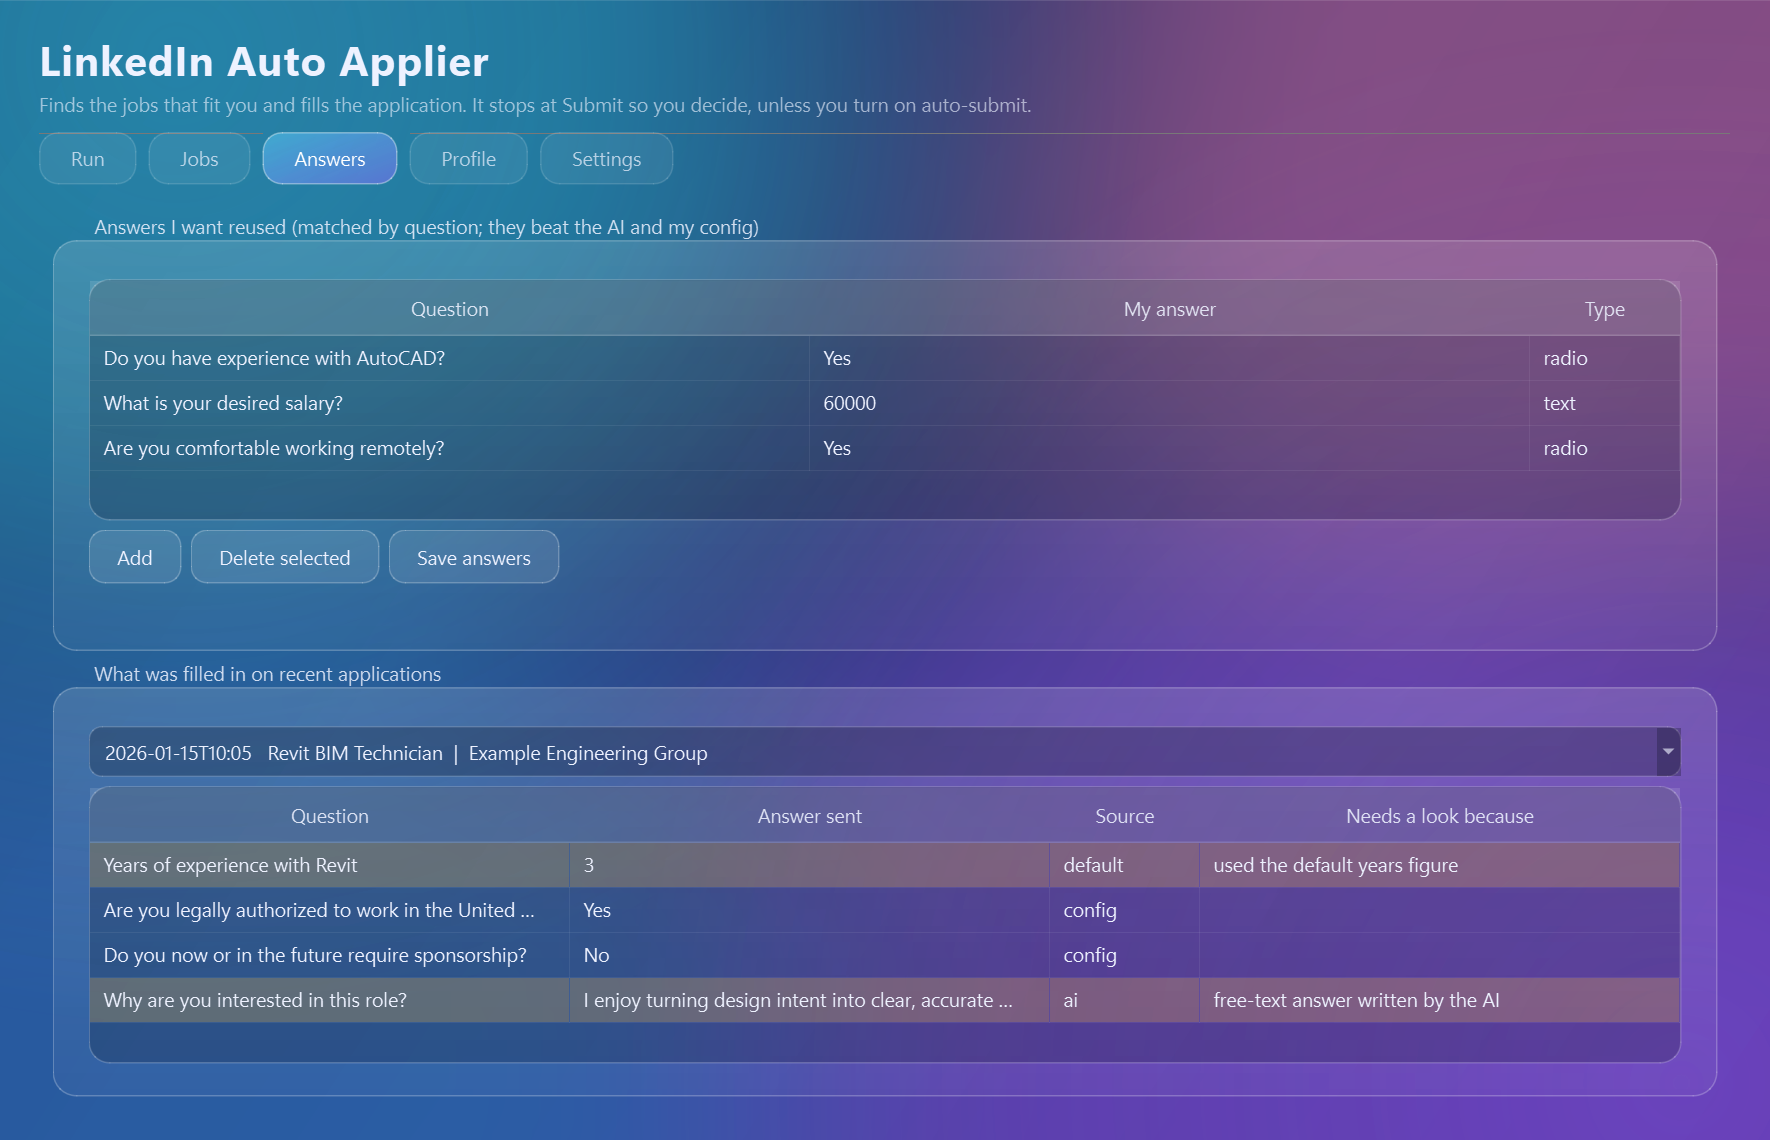 LinkedIn Auto Applier
Finds the jobs that fit you and fills the application. It stops at Submit so you decide, unless you turn on auto-submit.
Run Jobs Answers Profile Settings
Answers I want reused (matched by question; they beat the AI and my config)
Question My answer Type
Do you have experience with AutoCAD? Yes radio
What is your desired salary? 60000 text
Are you comfortable working remotely? Yes radio
Add Delete selected Save answers
What was filled in on recent applications
2026-01-15T10:05 Revit BIM Technician | Example Engineering Group
Question Answer sent Source Needs a look because
Years of experience with Revit 3 default used the default years figure
Are you legally authorized to work in the United ... Yes config
Do you now or in the future require sponsorship? No config
Why are you interested in this role? I enjoy turning design intent into clear, accurate ... ai free-text answer written by the AI